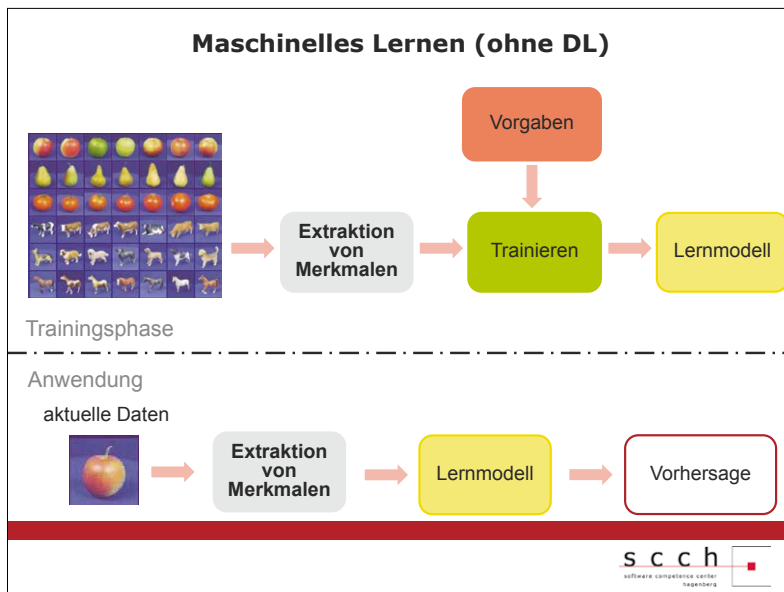 Maschinelles Lernen (ohne DL)
Vorgaben
Extraktion
von
Merkmalen
Trainieren
Lernmodell
Trainingsphase
Anwendung
aktuelle Daten
Extraktion
von
Merkmalen
Lernmodell
Vorhersage
scch
software competence center
hagenberg